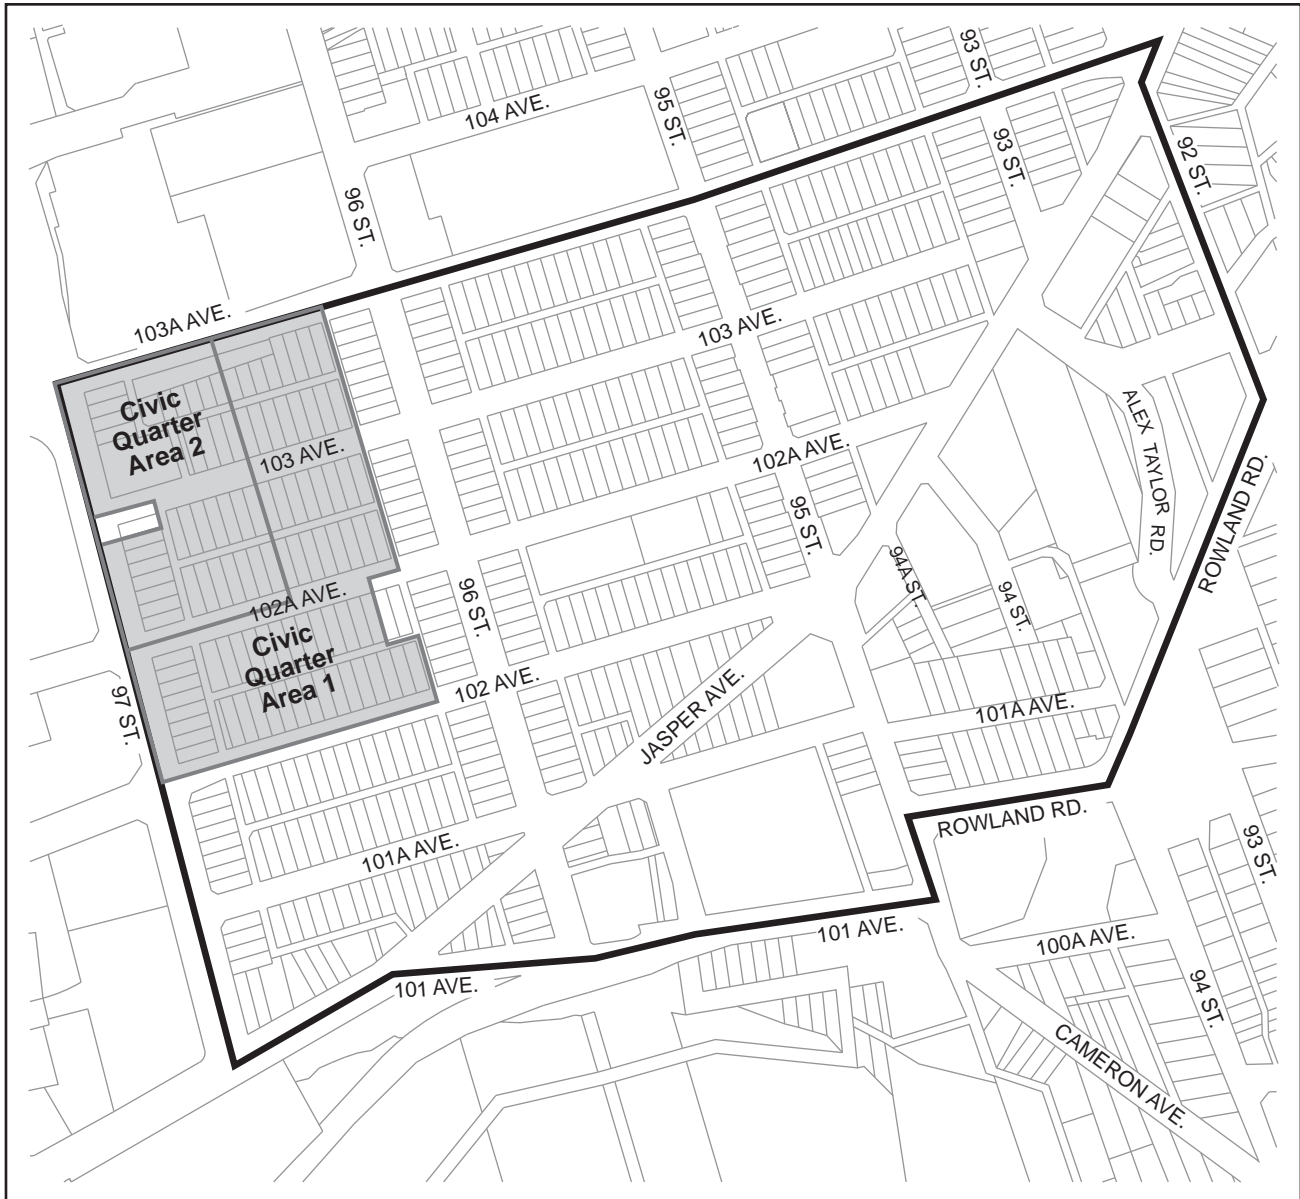 93 ST.
104 AVE.
95 ST.
93 ST.
92 ST.
96 ST.
103A AVE.
103 AVE.
Civic
Quarter
Area 2
103 AVE.
ALEX TAYLOR RD.
102A AVE.
ROWLAND RD.
95 ST.
94A ST.
94 ST.
102A AVE.
96 ST.
Civic
Quarter
Area 1
102 AVE.
97 ST.
JASPER AVE.
101A AVE.
ROWLAND RD.
101A AVE.
93 ST.
101 AVE.
100A AVE.
101 AVE.
94 ST.
CAMERON AVE.